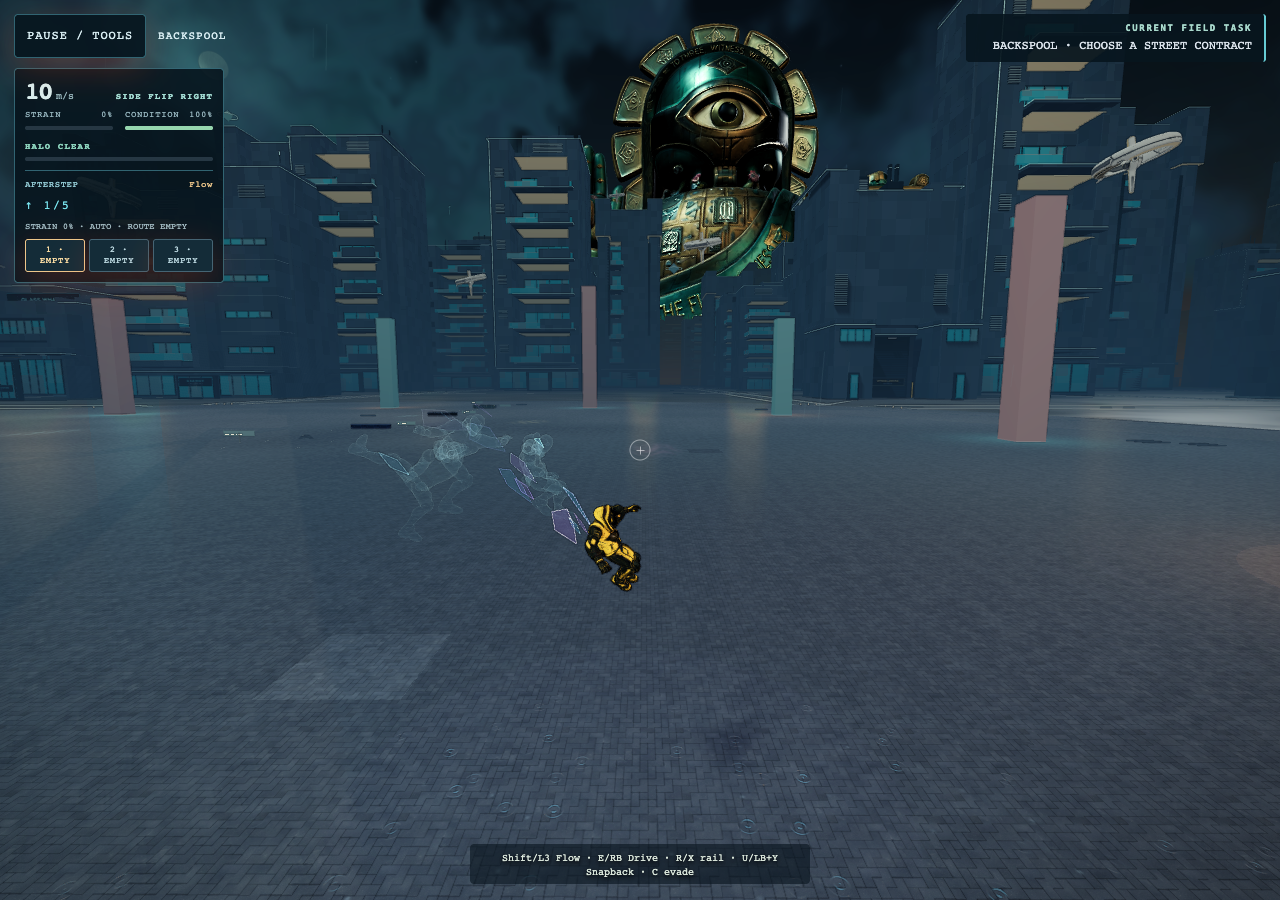 PAUSE / TOOLS
BACKSPOOL
CURRENT FIELD TASK
BACKSPOOL · CHOOSE A STREET CONTRACT
10 m/s
SIDE FLIP RIGHT
STRAIN 0%
CONDITION 100%
HALO CLEAR
AFTERSTEP
Flow
↑ 1/5
STRAIN 0% · AUTO · ROUTE EMPTY
1 · EMPTY
2 · EMPTY
3 · EMPTY
THE
Shift/L3 Flow · E/RB Drive · R/X rail · U/LB+Y
Snapback · C evade